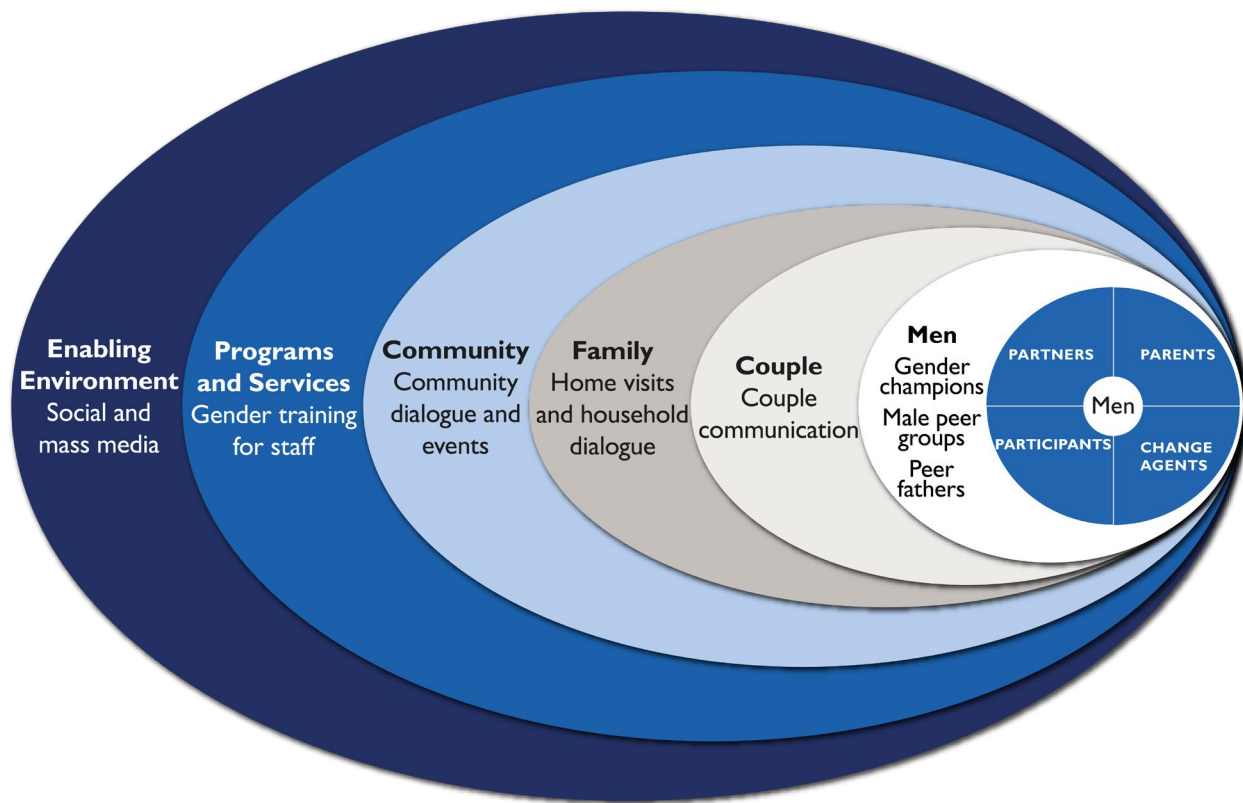 Enabling
Environment
Social and
mass media
Programs
and Services
Gender training
for staff
Community
Community
dialogue and
events
Family
Home visits
and household
dialogue
Couple
Couple
communication
Men
Gender
champions
Male peer
groups
Peer
fathers
PARTNERS
PARENTS
Men
PARTICIPANTS
CHANGE
AGENTS